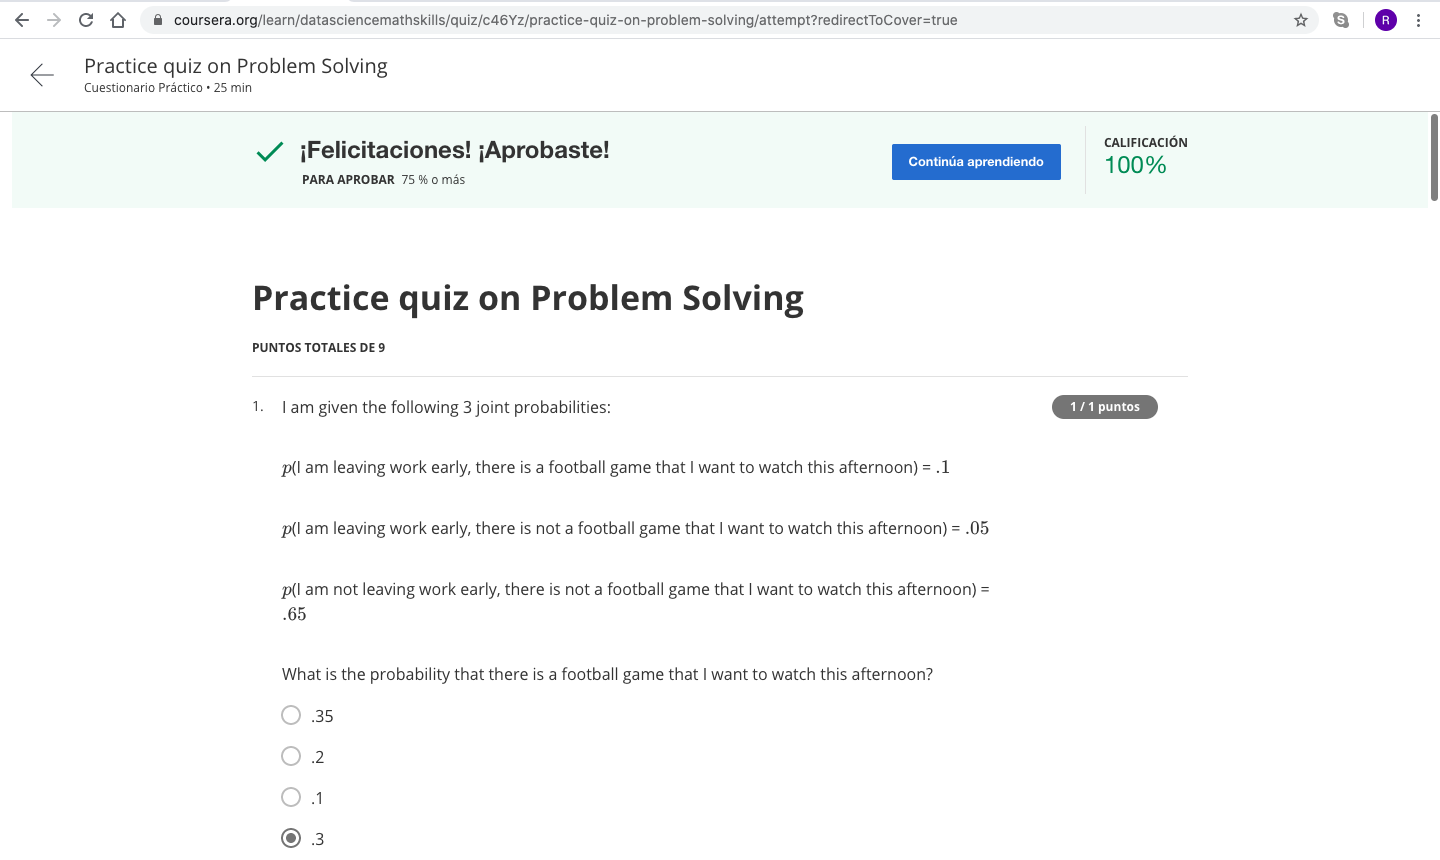 coursera.org/learn/datasciencemathskills/quiz/c46Yz/practice-quiz-on-problem-solving/attempt?redirectToCover=true
S
R
Practice quiz on Problem Solving
Cuestionario Práctico • 25 min
¡Felicitaciones! ¡Aprobaste!
PARA APROBAR 75 % o más
Continúa aprendiendo
CALIFICACIÓN
100%
Practice quiz on Problem Solving
PUNTOS TOTALES DE 9
1. I am given the following 3 joint probabilities:
1 / 1 puntos
p(I am leaving work early, there is a football game that I want to watch this afternoon) = .1
p(I am leaving work early, there is not a football game that I want to watch this afternoon) = .05
p(I am not leaving work early, there is not a football game that I want to watch this afternoon) =
.65
What is the probability that there is a football game that I want to watch this afternoon?
.35
.2
.1
.3